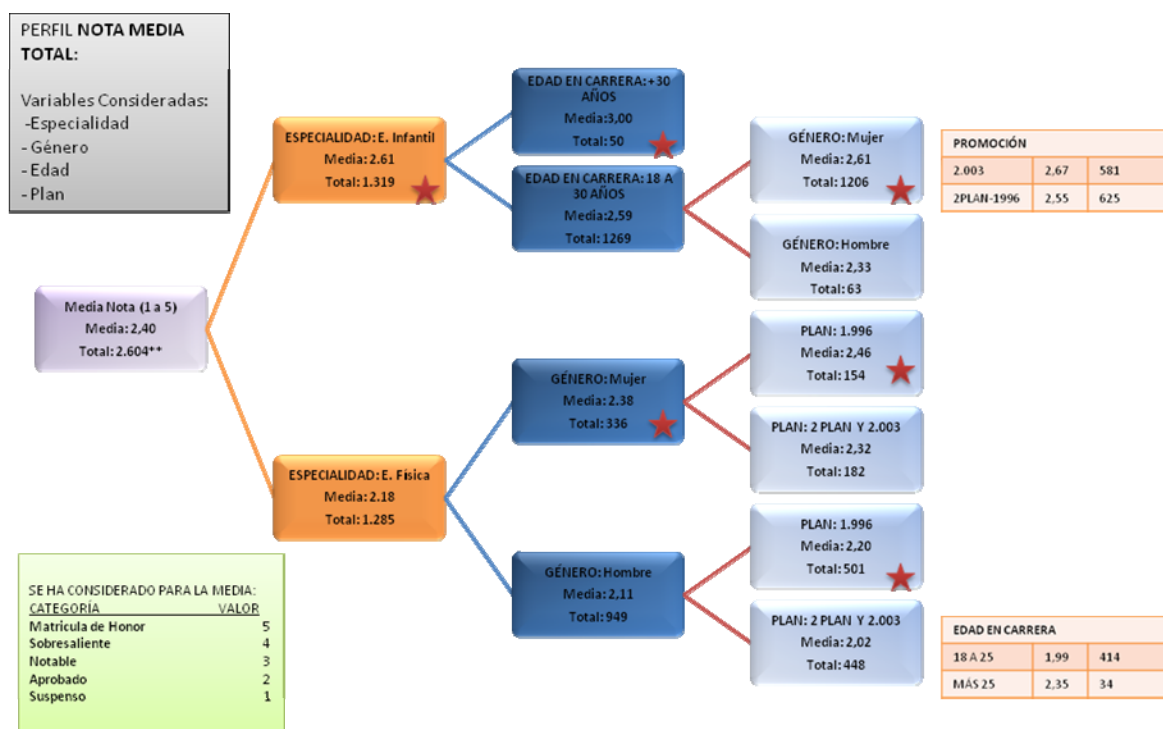 PERFIL NOTA MEDIA
TOTAL:
Variables Consideradas:
-Especialidad
- Género
- Edad
- Plan
Media Nota (1 a 5)
Media: 2,40
Total: 2.604**
ESPECIALIDAD: E. Infantil
Media: 2.61
Total: 1.319
ESPECIALIDAD: E. Física
Media: 2.18
Total: 1.285
EDAD EN CARRERA: +30
AÑOS
Media:3,00
Total: 50
EDAD EN CARRERA: 18 A
30 AÑOS
Media:2,59
Total: 1269
GÉNERO: Mujer
Media: 2.38
Total: 336
GÉNERO: Hombre
Media: 2,11
Total: 949
GÉNERO: Mujer
Media: 2,61
Total: 1206
GÉNERO: Hombre
Media: 2,33
Total: 63
PLAN: 1.996
Media: 2,46
Total: 154
PLAN: 2 PLAN Y 2.003
Media: 2,32
Total: 182
PLAN: 1.996
Media: 2,20
Total: 501
PLAN: 2 PLAN Y 2.003
Media: 2,02
Total: 448
PROMOCIÓN
2.003 2,67 581
2PLAN-1996 2,55 625
EDAD EN CARRERA
18 A 25 1,99 414
MÁS 25 2,35 34
SE HA CONSIDERADO PARA LA MEDIA:
CATEGORÍA VALOR
Matricula de Honor 5
Sobresaliente 4
Notable 3
Aprobado 2
Suspenso 1